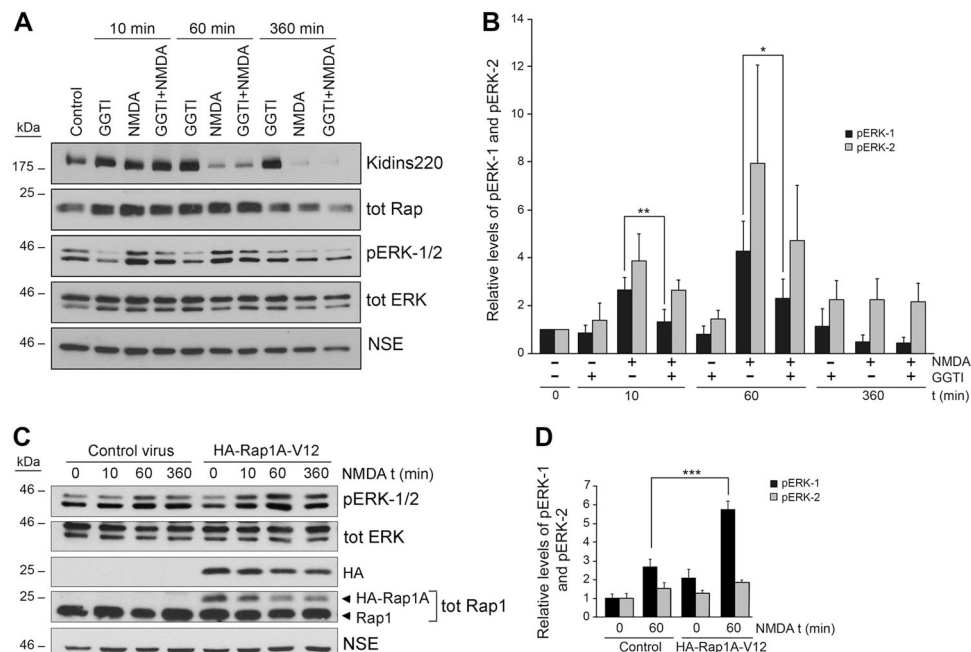 A
10 min 60 min 360 min
Control GGTI NMDA GGTI+NMDA GGTI NMDA GGTI+NMDA GGTI NMDA GGTI+NMDA
kDa
175 – Kidins220
25 –
tot Rap
46 – pERK-1/2
46 – tot ERK
46 – NSE
B
Relative levels of pERK-1 and pERK-2
14
12
10
8
6
4
2
0
*
**
pERK-1
pERK-2
– – + + – + + – + + NMDA
– + – + + – + + – + GGTI
0 10 60 360 t (min)
C
Control virus HA-Rap1A-V12
kDa
0 10 60 360 0 10 60 360 NMDA t (min)
46 – pERK-1/2
46 – tot ERK
25 – HA
25 – HA-Rap1A
Rap1
tot Rap1
46 – NSE
D
Relative levels of pERK-1
and pERK-2
7
6
5
4
3
2
1
0
***
pERK-1
pERK-2
0 60 0 60 NMDA t (min)
Control HA-Rap1A-V12